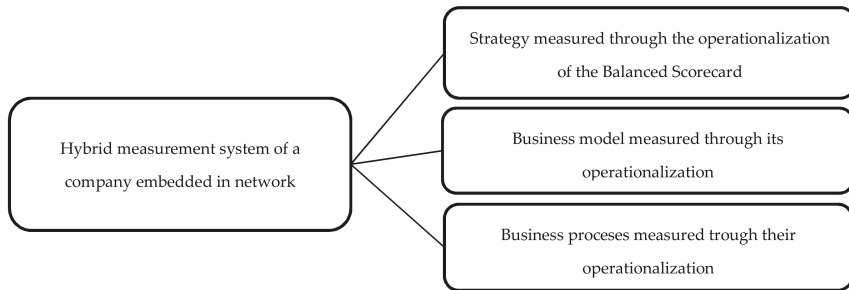 Strategy measured through the operationalization
of the Balanced Scorecard
Hybrid measurement system of a
company embedded in network
Business model measured through its
operationalization
Business proceses measured trough their
operationalization